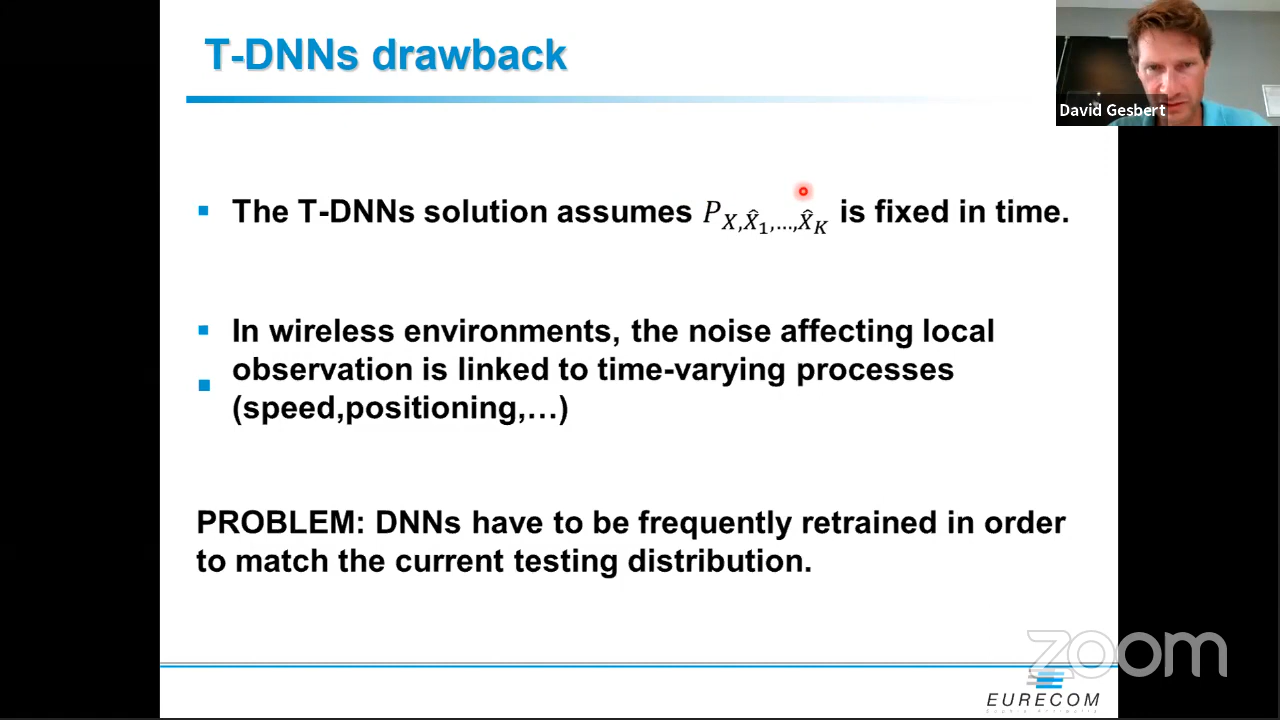 T-DNNs drawback
David Gesbert
▪ The T-DNNs solution assumes P_{X,X̂₁,…,X̂_K} is fixed in time.
▪ In wireless environments, the noise affecting local
observation is linked to time-varying processes
(speed,positioning,…)
PROBLEM: DNNs have to be frequently retrained in order
to match the current testing distribution.
zoom
EURECOM